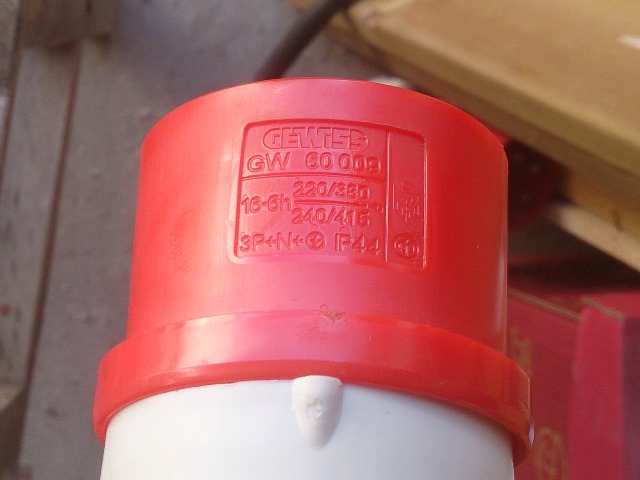 GEWISS
GW 60 009
16-6h 220/380~
240/415
3P+N+⏚ IP44